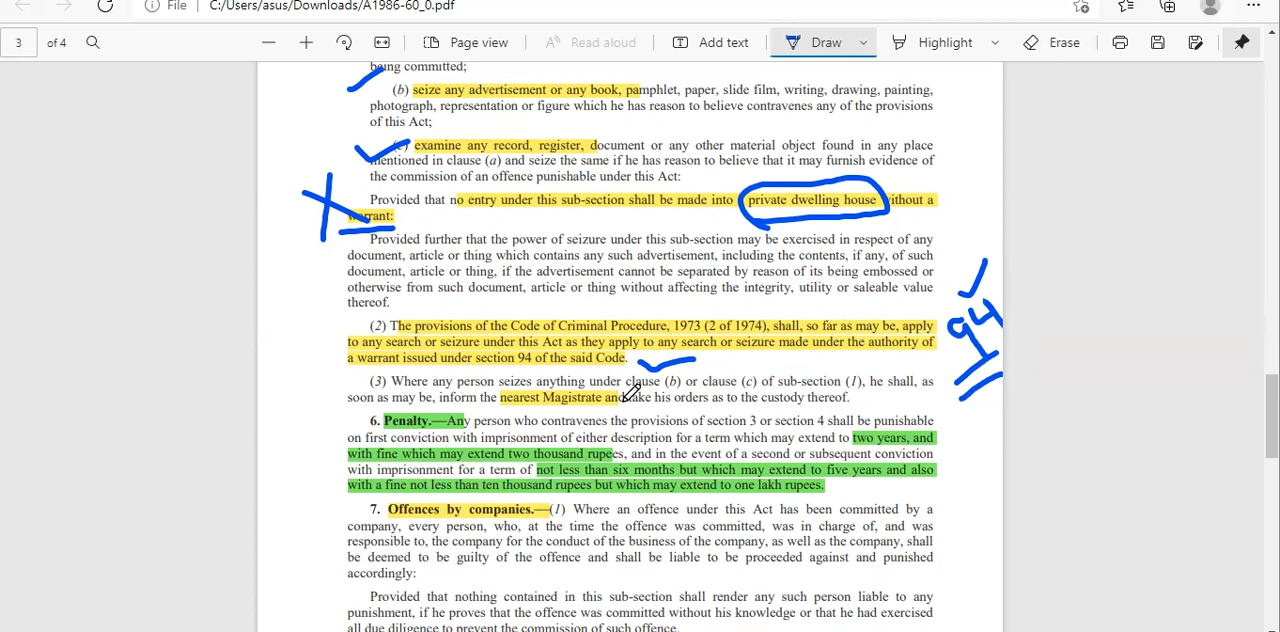 File
C:/Users/asus/Downloads/A1986-60_0.pdf
3 of 4
Page view
Read aloud
Add text
Draw
Highlight
Erase
being committed;
(b) seize any advertisement or any book, pamphlet, paper, slide film, writing, drawing, painting,
photograph, representation or figure which he has reason to believe contravenes any of the provisions
of this Act;
(c) examine any record, register, document or any other material object found in any place
mentioned in clause (a) and seize the same if he has reason to believe that it may furnish evidence of
the commission of an offence punishable under this Act:
Provided that no entry under this sub-section shall be made into private dwelling house without a
warrant:
Provided further that the power of seizure under this sub-section may be exercised in respect of any
document, article or thing which contains any such advertisement, including the contents, if any, of such
document, article or thing, if the advertisement cannot be separated by reason of its being embossed or
otherwise from such document, article or thing without affecting the integrity, utility or saleable value
thereof.
(2) The provisions of the Code of Criminal Procedure, 1973 (2 of 1974), shall, so far as may be, apply
to any search or seizure under this Act as they apply to any search or seizure made under the authority of
a warrant issued under section 94 of the said Code.
94
(3) Where any person seizes anything under clause (b) or clause (c) of sub-section (1), he shall, as
soon as may be, inform the nearest Magistrate and take his orders as to the custody thereof.
6. Penalty.—Any person who contravenes the provisions of section 3 or section 4 shall be punishable
on first conviction with imprisonment of either description for a term which may extend to two years, and
with fine which may extend two thousand rupees, and in the event of a second or subsequent conviction
with imprisonment for a term of not less than six months but which may extend to five years and also
with a fine not less than ten thousand rupees but which may extend to one lakh rupees.
7. Offences by companies.—(1) Where an offence under this Act has been committed by a
company, every person, who, at the time the offence was committed, was in charge of, and was
responsible to, the company for the conduct of the business of the company, as well as the company, shall
be deemed to be guilty of the offence and shall be liable to be proceeded against and punished
accordingly:
Provided that nothing contained in this sub-section shall render any such person liable to any
punishment, if he proves that the offence was committed without his knowledge or that he had exercised
all due diligence to prevent the commission of such offence.